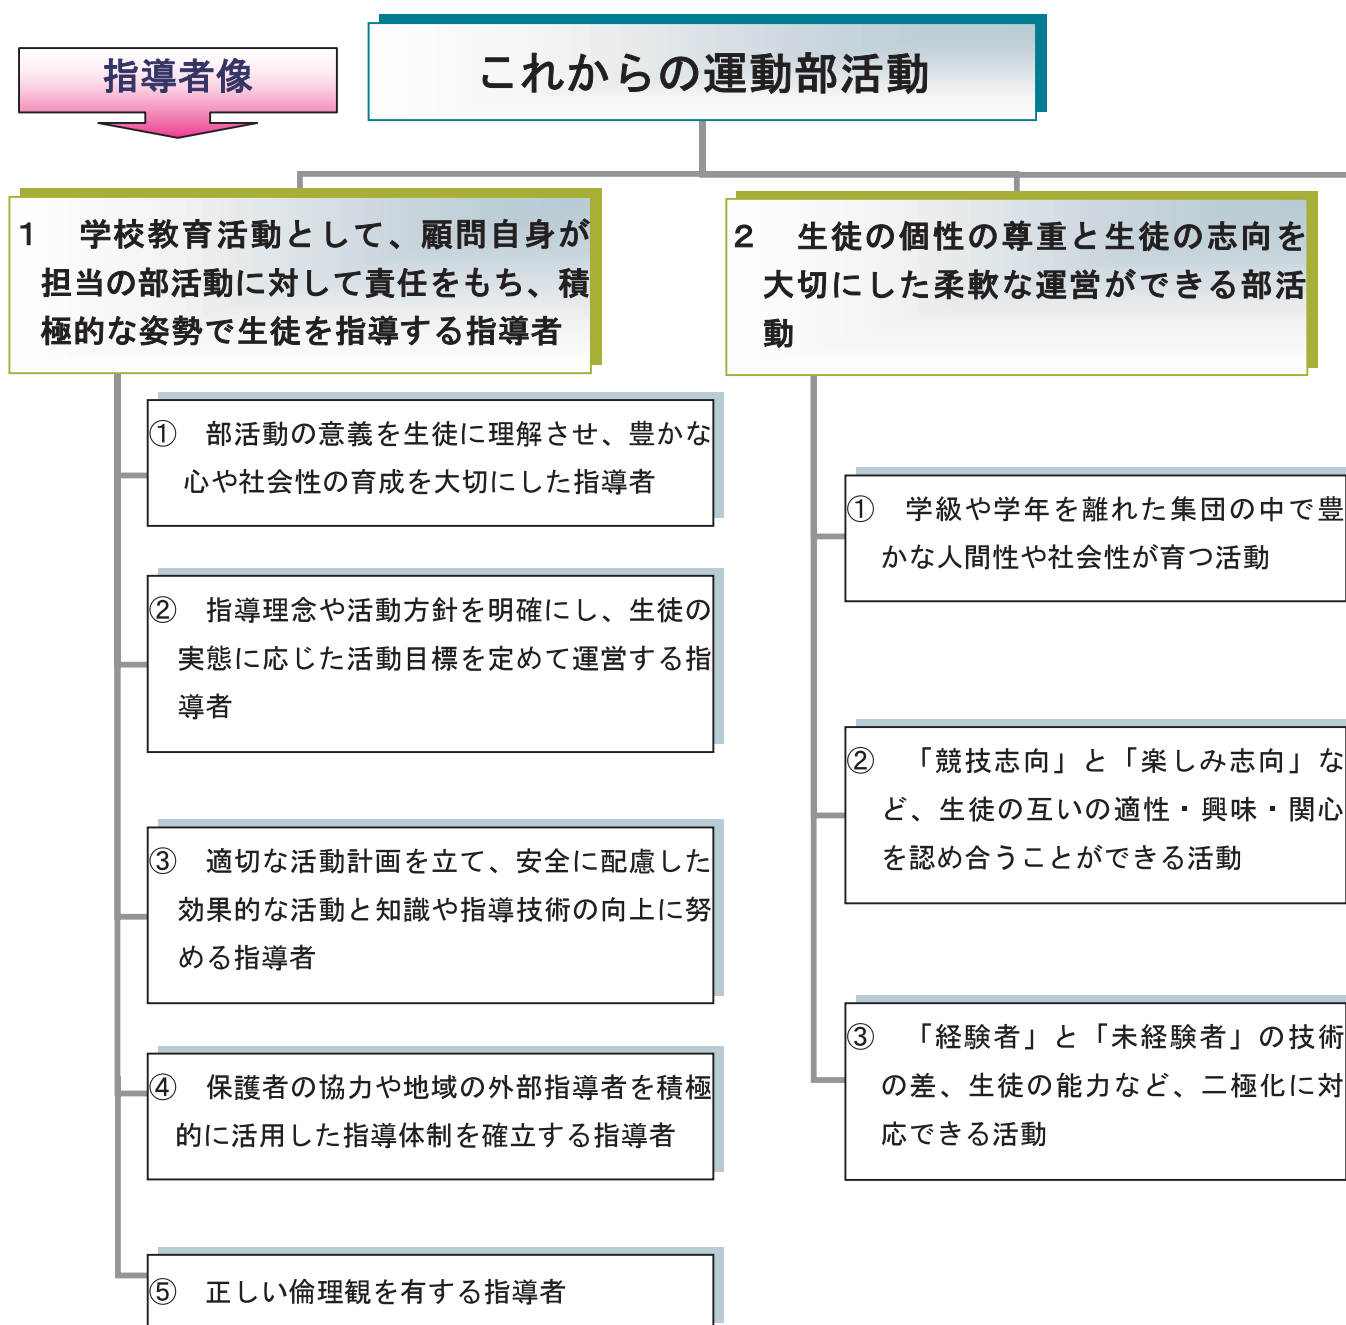 指導者像
これからの運動部活動
1　学校教育活動として、顧問自身が
担当の部活動に対して責任をもち、積
極的な姿勢で生徒を指導する指導者
①　部活動の意義を生徒に理解させ、豊かな
心や社会性の育成を大切にした指導者
②　指導理念や活動方針を明確にし、生徒の
実態に応じた活動目標を定めて運営する指
導者
③　適切な活動計画を立て、安全に配慮した
効果的な活動と知識や指導技術の向上に努
める指導者
④　保護者の協力や地域の外部指導者を積極
的に活用した指導体制を確立する指導者
⑤　正しい倫理観を有する指導者
2　生徒の個性の尊重と生徒の志向を
大切にした柔軟な運営ができる部活
動
①　学級や学年を離れた集団の中で豊
かな人間性や社会性が育つ活動
②　「競技志向」と「楽しみ志向」な
ど、生徒の互いの適性・興味・関心
を認め合うことができる活動
③　「経験者」と「未経験者」の技術
の差、生徒の能力など、二極化に対
応できる活動